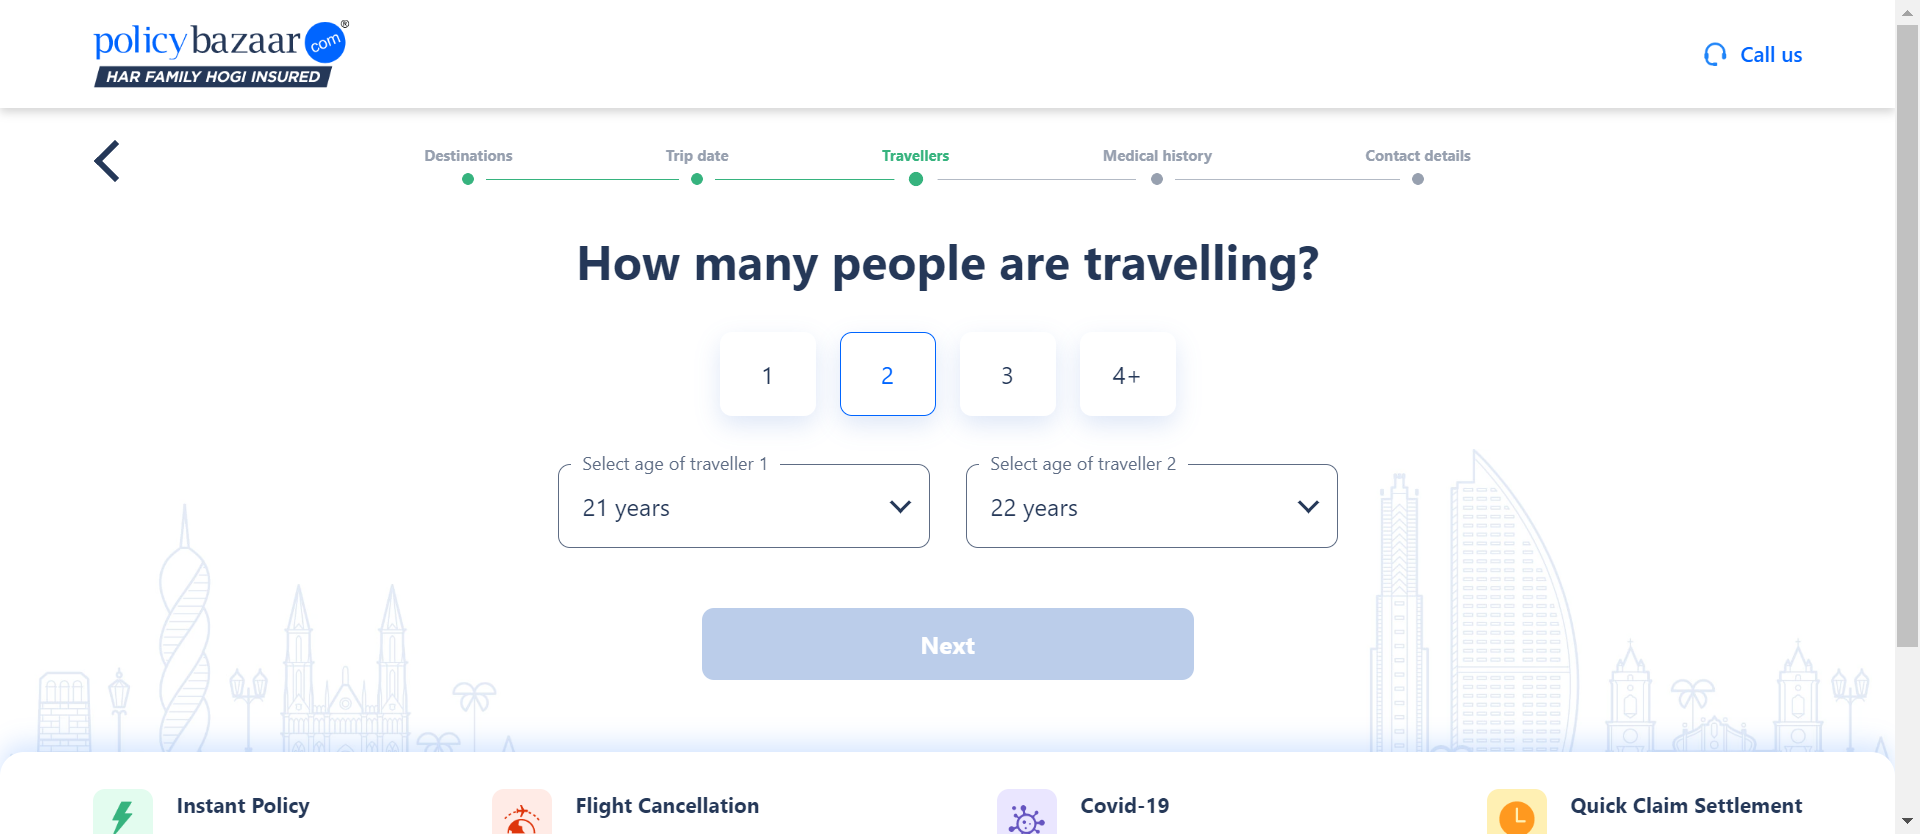 policybazaar com ®
HAR FAMILY HOGI INSURED
Call us
Destinations
Trip date
Travellers
Medical history
Contact details
How many people are travelling?
1
2
3
4+
Select age of traveller 1
21 years
Select age of traveller 2
22 years
Next
Instant Policy
Flight Cancellation
Covid-19
Quick Claim Settlement